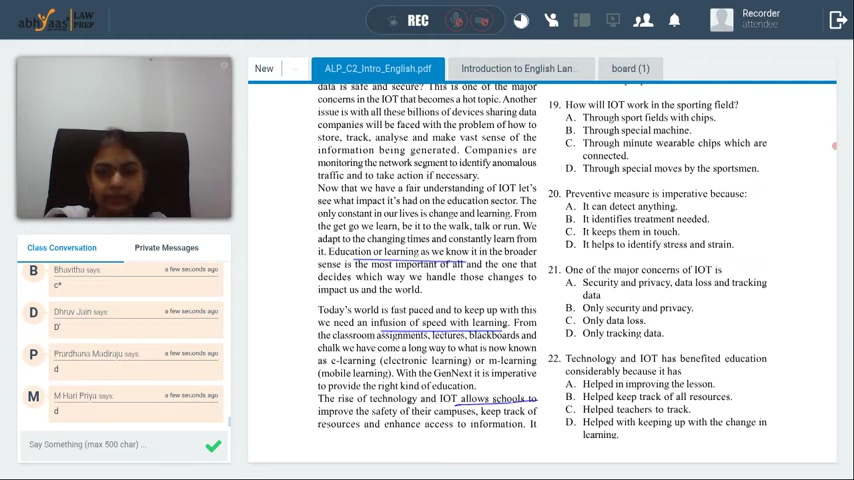 abhyaas LAW
PREP
REC
Recorder
attendee
New
ALP_C2_Intro_English.pdf
Introduction to English Lan...
board (1)
Class Conversation
Private Messages
B
Bhavitha says:
a few seconds ago
c*
D
Dhruv Jain says:
a few seconds ago
D'
P
Prardhana Madiraju says:
a few seconds ago
d
M
M Hari Priya says:
a few seconds ago
d
Say Something (max 500 char) ...
data is safe and secure? This is one of the major
concerns in the IOT that becomes a hot topic. Another
issue is with all these billions of devices sharing data
companies will be faced with the problem of how to
store, track, analyse and make vast sense of the
information being generated. Companies are
monitoring the network segment to identify anomalous
traffic and to take action if necessary.
Now that we have a fair understanding of IOT let's
see what impact it's had on the education sector. The
only constant in our lives is change and learning. From
the get go we learn, be it to the walk, talk or run. We
adapt to the changing times and constantly learn from
it. Education or learning as we know it in the broader
sense is the most important of all and the one that
decides which way we handle those changes to
impact us and the world.
Today's world is fast paced and to keep up with this
we need an infusion of speed with learning. From
the classroom assignments, lectures, blackboards and
chalk we have come a long way to what is now known
as e-learning (electronic learning) or m-learning
(mobile learning). With the GenNext it is imperative
to provide the right kind of education.
The rise of technology and IOT allows schools to
improve the safety of their campuses, keep track of
resources and enhance access to information. It
19. How will IOT work in the sporting field?
A. Through sport fields with chips.
B. Through special machine.
C. Through minute wearable chips which are
connected.
D. Through special moves by the sportsmen.
20. Preventive measure is imperative because:
A. It can detect anything.
B. It identifies treatment needed.
C. It keeps them in touch.
D. It helps to identify stress and strain.
21. One of the major concerns of IOT is
A. Security and privacy, data loss and tracking
data
B. Only security and privacy.
C. Only data loss.
D. Only tracking data.
22. Technology and IOT has benefited education
considerably because it has
A. Helped in improving the lesson.
B. Helped keep track of all resources.
C. Helped teachers to track.
D. Helped with keeping up with the change in
learning.